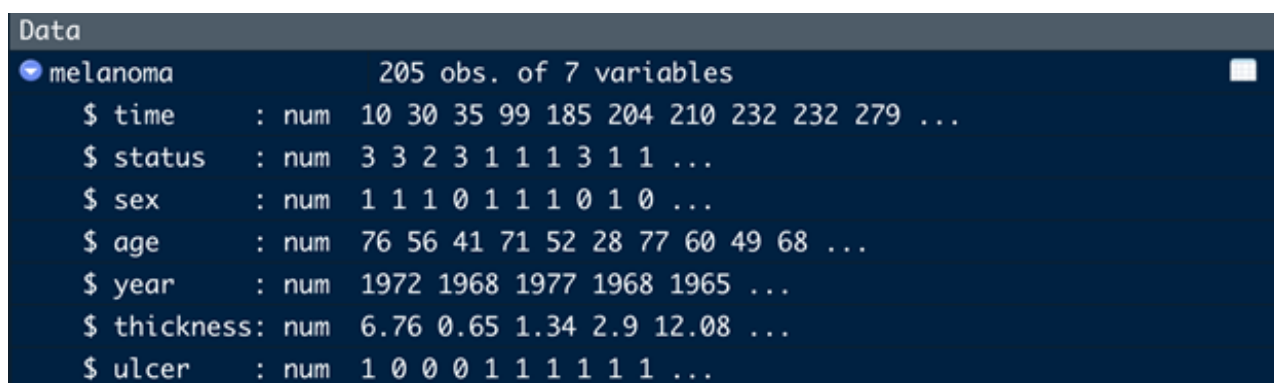 Data
melanoma 205 obs. of 7 variables
$ time : num 10 30 35 99 185 204 210 232 232 279 ...
$ status : num 3 3 2 3 1 1 1 3 1 1 ...
$ sex : num 1 1 1 0 1 1 1 0 1 0 ...
$ age : num 76 56 41 71 52 28 77 60 49 68 ...
$ year : num 1972 1968 1977 1968 1965 ...
$ thickness: num 6.76 0.65 1.34 2.9 12.08 ...
$ ulcer : num 1 0 0 0 1 1 1 1 1 1 ...